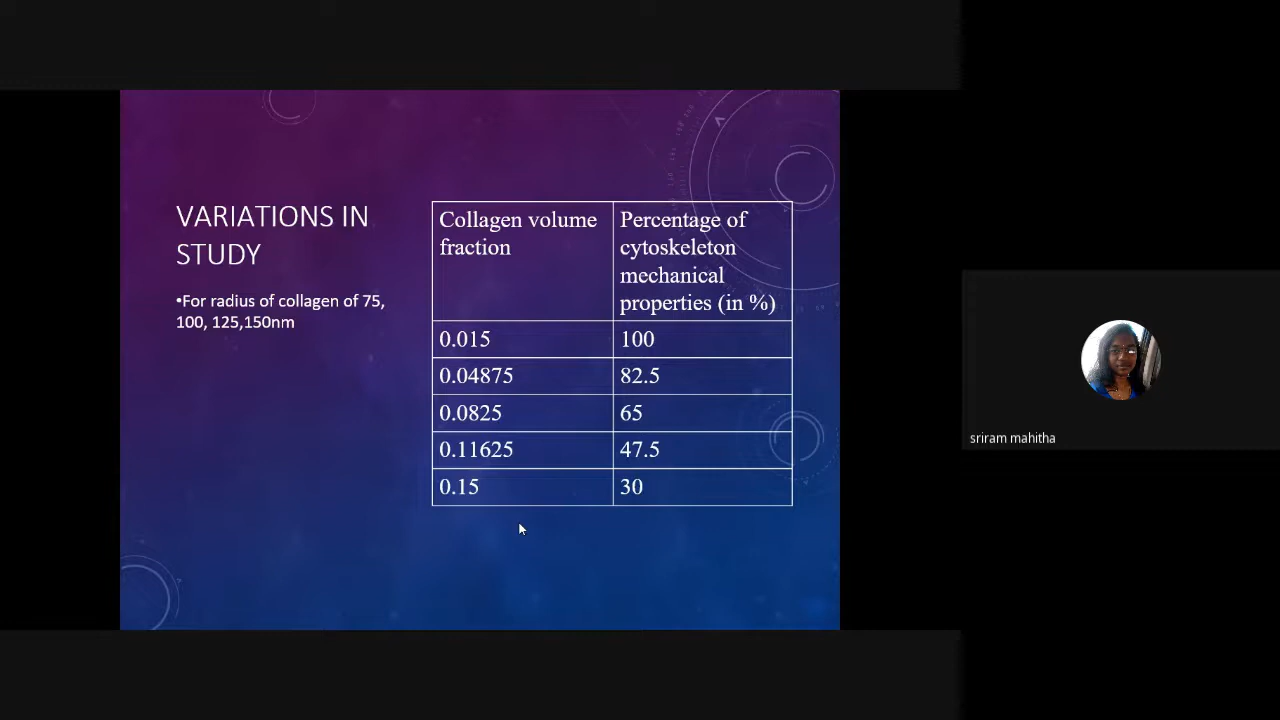 VARIATIONS IN
STUDY
•For radius of collagen of 75,
100, 125,150nm
Collagen volume
fraction
Percentage of
cytoskeleton
mechanical
properties (in %)
0.015
100
0.04875
82.5
0.0825
65
0.11625
47.5
0.15
30
sriram mahitha